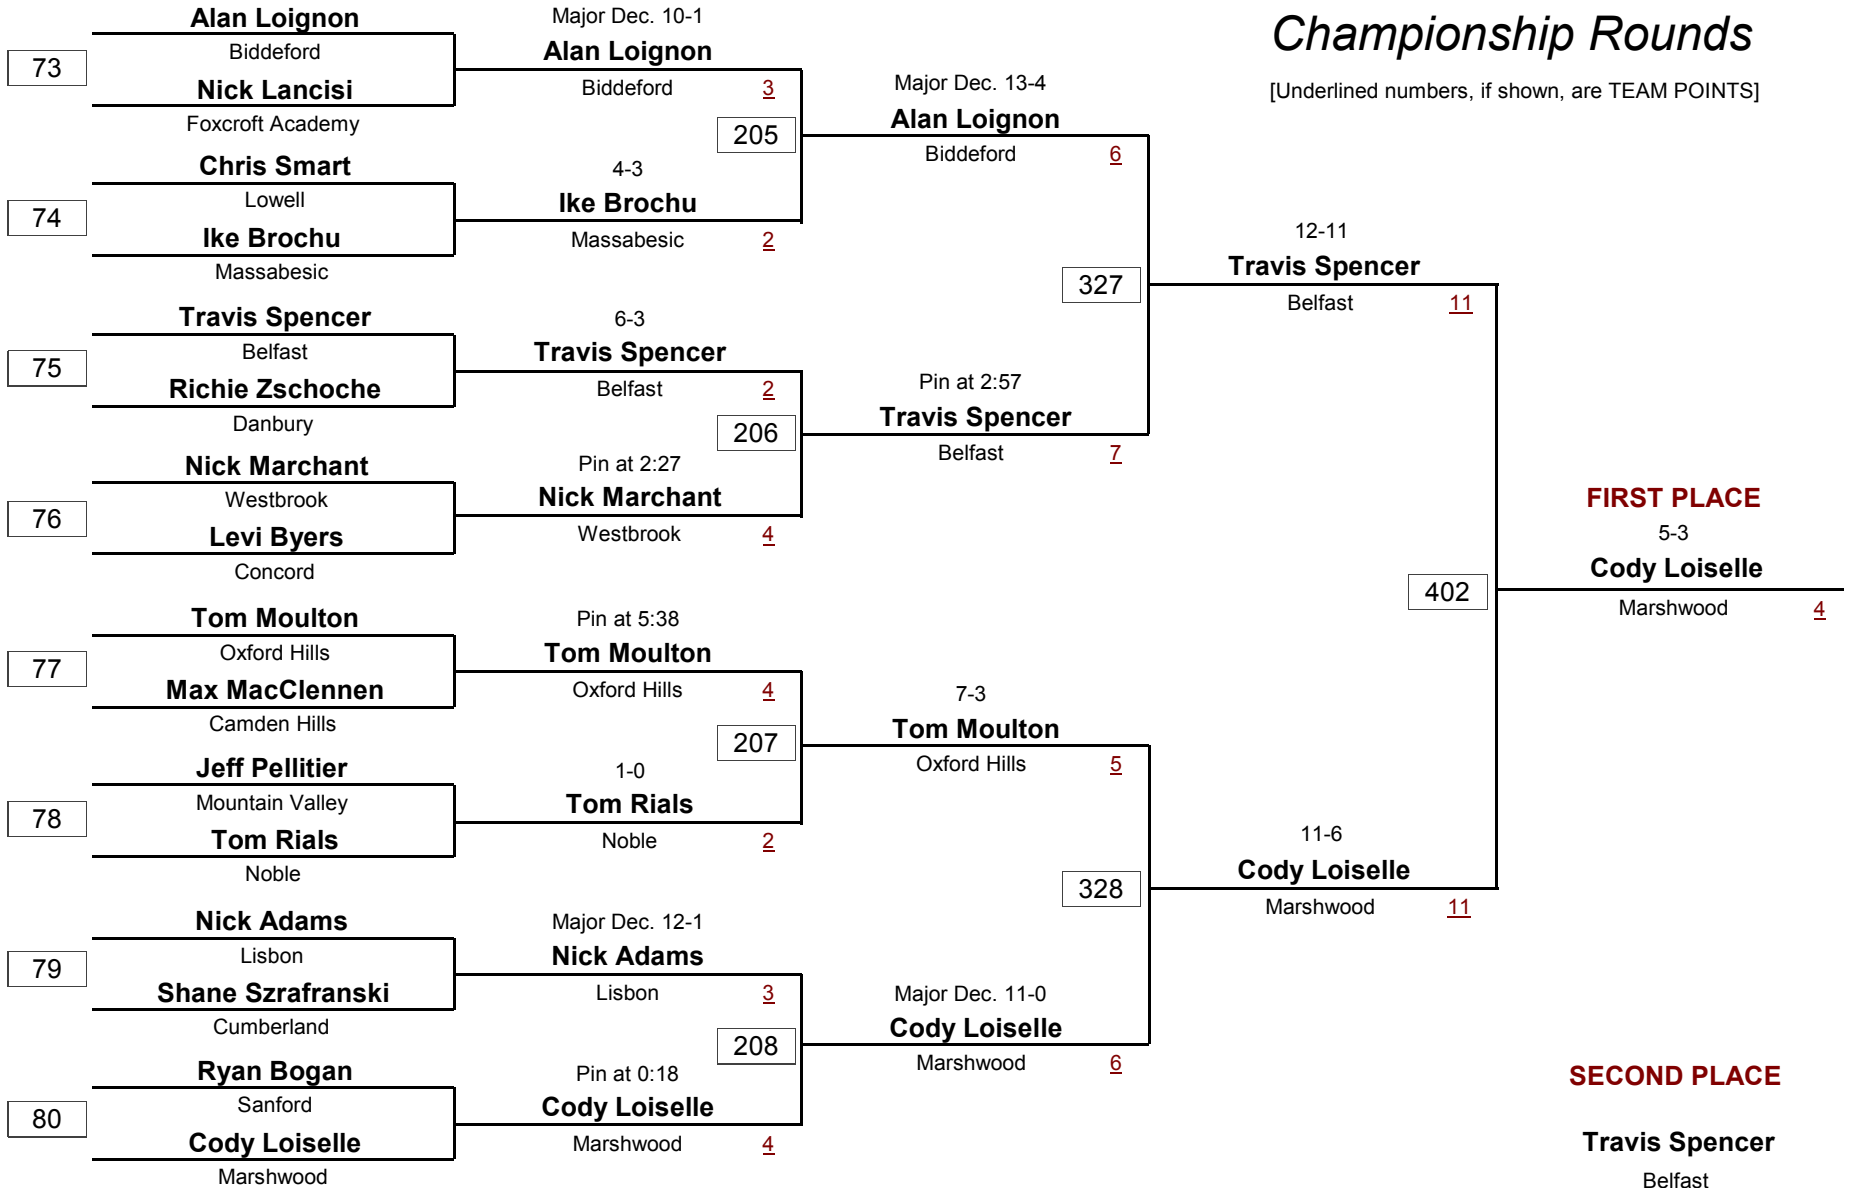 Championship Rounds
[Underlined numbers, if shown, are TEAM POINTS]
Alan Loignon
Biddeford
73
Nick Lancisi
Foxcroft Academy
Chris Smart
Lowell
74
Ike Brochu
Massabesic
Travis Spencer
Belfast
75
Richie Zschoche
Danbury
Nick Marchant
Westbrook
76
Levi Byers
Concord
Tom Moulton
Oxford Hills
77
Max MacClennen
Camden Hills
Jeff Pellitier
Mountain Valley
78
Tom Rials
Noble
Nick Adams
Lisbon
79
Shane Szrafranski
Cumberland
Ryan Bogan
Sanford
80
Cody Loiselle
Marshwood
Major Dec. 10-1
Alan Loignon
Biddeford 3
205
4-3
Ike Brochu
Massabesic 2
6-3
Travis Spencer
Belfast 2
206
Pin at 2:27
Nick Marchant
Westbrook 4
Pin at 5:38
Tom Moulton
Oxford Hills 4
207
1-0
Tom Rials
Noble 2
Major Dec. 12-1
Nick Adams
Lisbon 3
208
Pin at 0:18
Cody Loiselle
Marshwood 4
Major Dec. 13-4
Alan Loignon
Biddeford 6
327
Pin at 2:57
Travis Spencer
Belfast 7
7-3
Tom Moulton
Oxford Hills 5
328
Major Dec. 11-0
Cody Loiselle
Marshwood 6
12-11
Travis Spencer
Belfast 11
402
11-6
Cody Loiselle
Marshwood 11
FIRST PLACE
5-3
Cody Loiselle
Marshwood 4
SECOND PLACE
Travis Spencer
Belfast